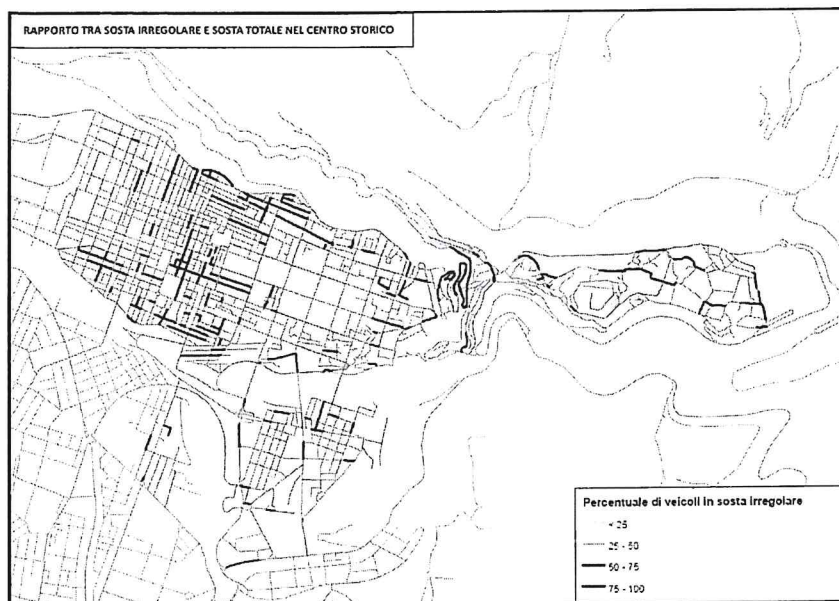 RAPPORTO TRA SOSTA IRREGOLARE E SOSTA TOTALE NEL CENTRO STORICO
Percentuale di veicoli in sosta irregolare
< 25
25 - 50
50 - 75
75 - 100